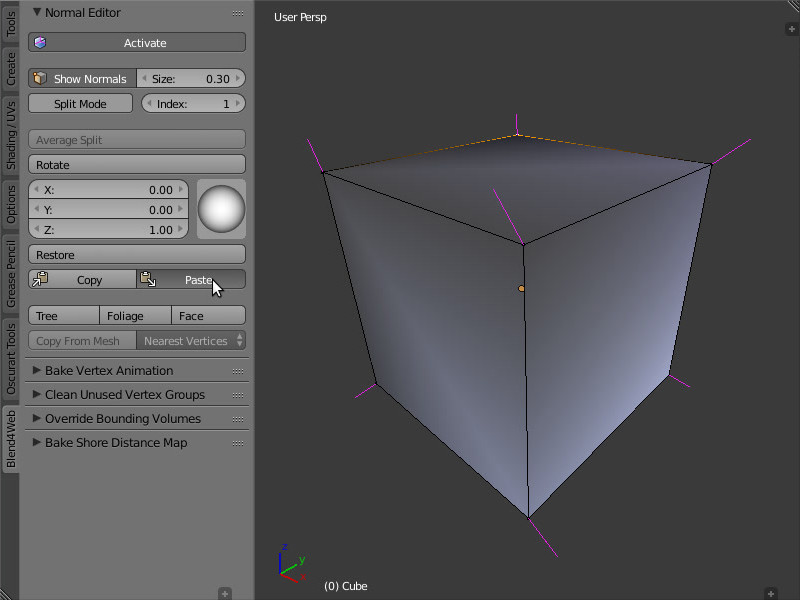 Tools
Create
Shading / UVs
Options
Grease Pencil
Oscurart Tools
Blend4Web
Normal Editor
Activate
Show Normals Size: 0.30
Split Mode Index: 1
Average Split
Rotate
X: 0.00
Y: 0.00
Z: 1.00
Restore
Copy Paste
Tree Foliage Face
Copy From Mesh Nearest Vertices
Bake Vertex Animation
Clean Unused Vertex Groups
Override Bounding Volumes
Bake Shore Distance Map
User Persp
z
y
x
(0) Cube